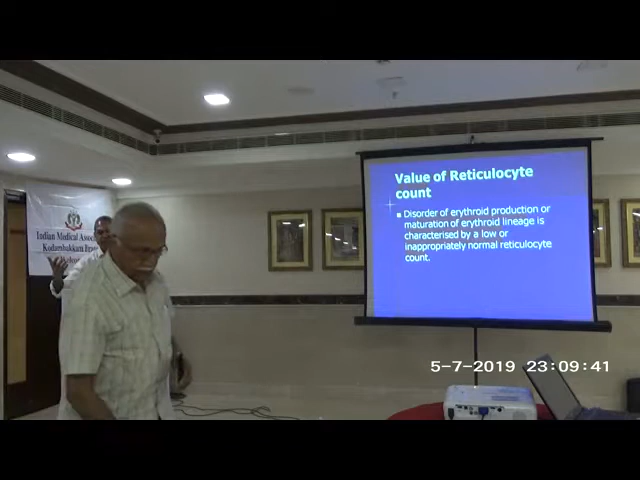 Value of Reticulocyte
count
Disorder of erythroid production or
maturation of erythroid lineage is
characterised by a low or
inappropriately normal reticulocyte
count.
Indian Medical
Kodambakkam
5-7-2019 23:09:41